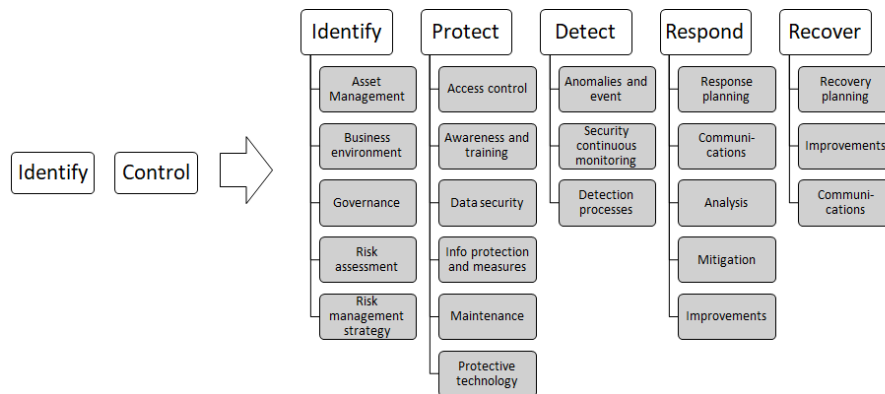 Identify
Control
Identify
Asset
Management
Business
environment
Governance
Risk
assessment
Risk
management
strategy
Protect
Access control
Awareness and
training
Data security
Info protection
and measures
Maintenance
Protective
technology
Detect
Anomalies and
event
Security
continuous
monitoring
Detection
processes
Respond
Response
planning
Communi-
cations
Analysis
Mitigation
Improvements
Recover
Recovery
planning
Improvements
Communi-
cations